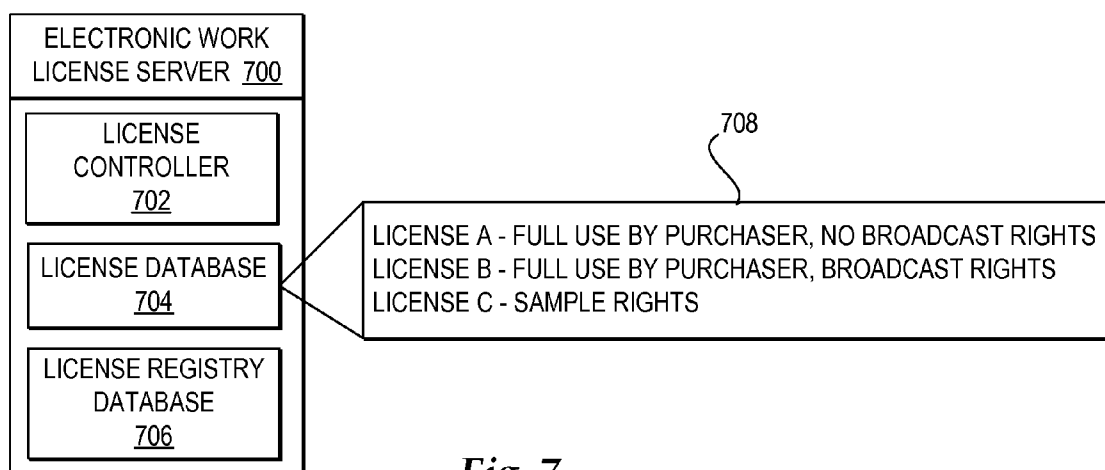 ELECTRONIC WORK
LICENSE SERVER 700
LICENSE
CONTROLLER
702
LICENSE DATABASE
704
LICENSE REGISTRY
DATABASE
706
708
LICENSE A - FULL USE BY PURCHASER, NO BROADCAST RIGHTS
LICENSE B - FULL USE BY PURCHASER, BROADCAST RIGHTS
LICENSE C - SAMPLE RIGHTS
Fig. 7